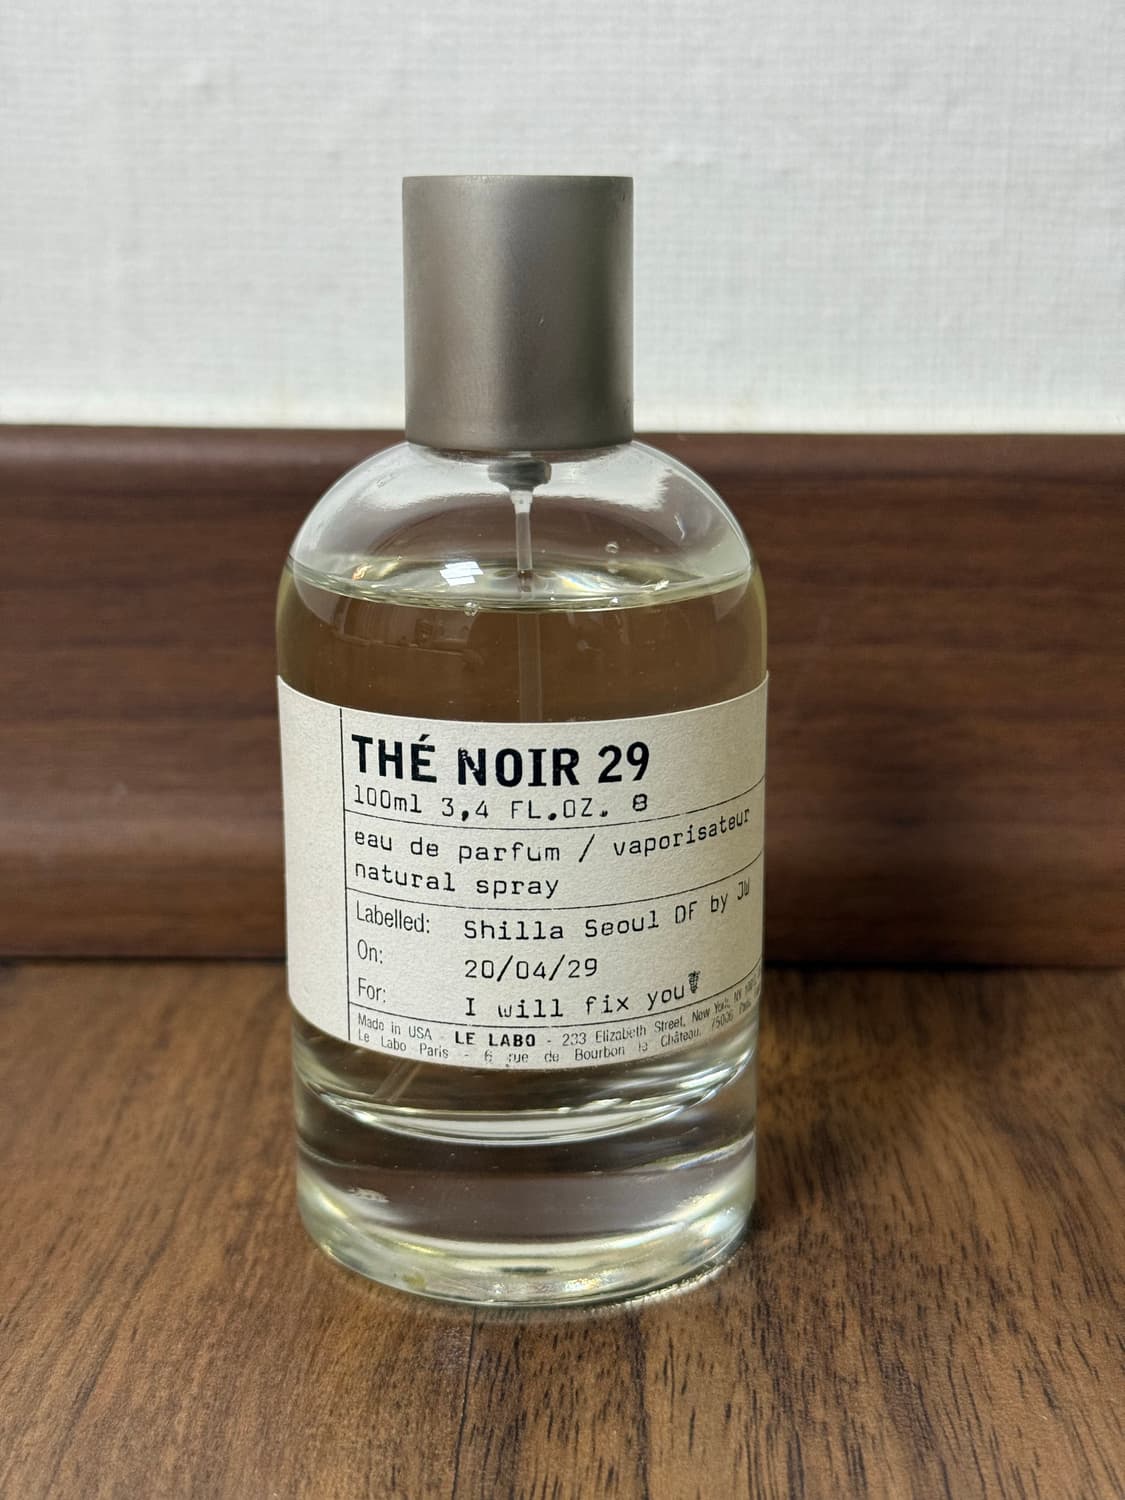 THÉ NOIR 29
100ml 3,4 FL.OZ. 8
eau de parfum / vaporisateur
natural spray
Labelled: Shilla Seoul DF by JW
On: 20/04/29
For: I will fix you
Made in USA - LE LABO - 233 Elizabeth Street, New York, NY
Le Labo Paris - 6 rue de Bourbon le Château, 75006